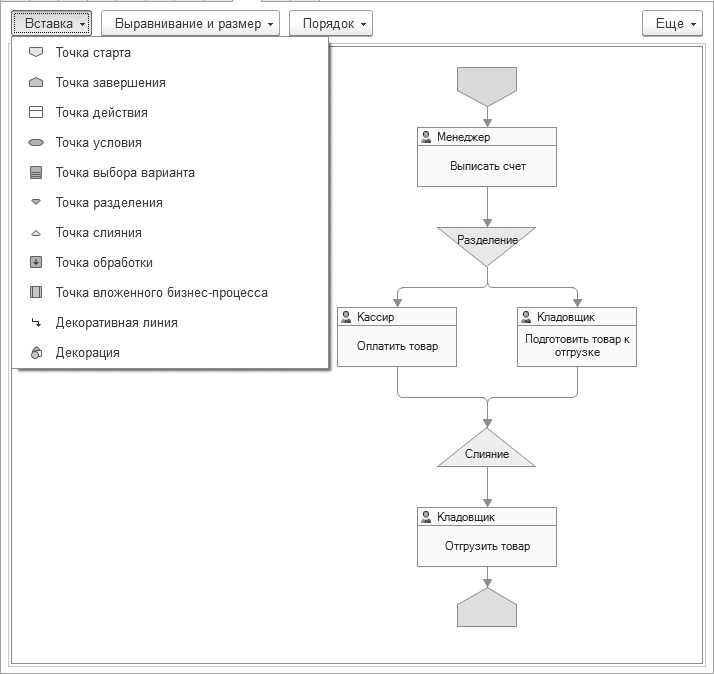 Вставка
Выравнивание и размер
Порядок
Еще
Точка старта
Точка завершения
Точка действия
Точка условия
Точка выбора варианта
Точка разделения
Точка слияния
Точка обработки
Точка вложенного бизнес-процесса
Декоративная линия
Декорация
Менеджер
Выписать счет
Разделение
Кассир
Оплатить товар
Кладовщик
Подготовить товар к
отгрузке
Слияние
Кладовщик
Отгрузить товар